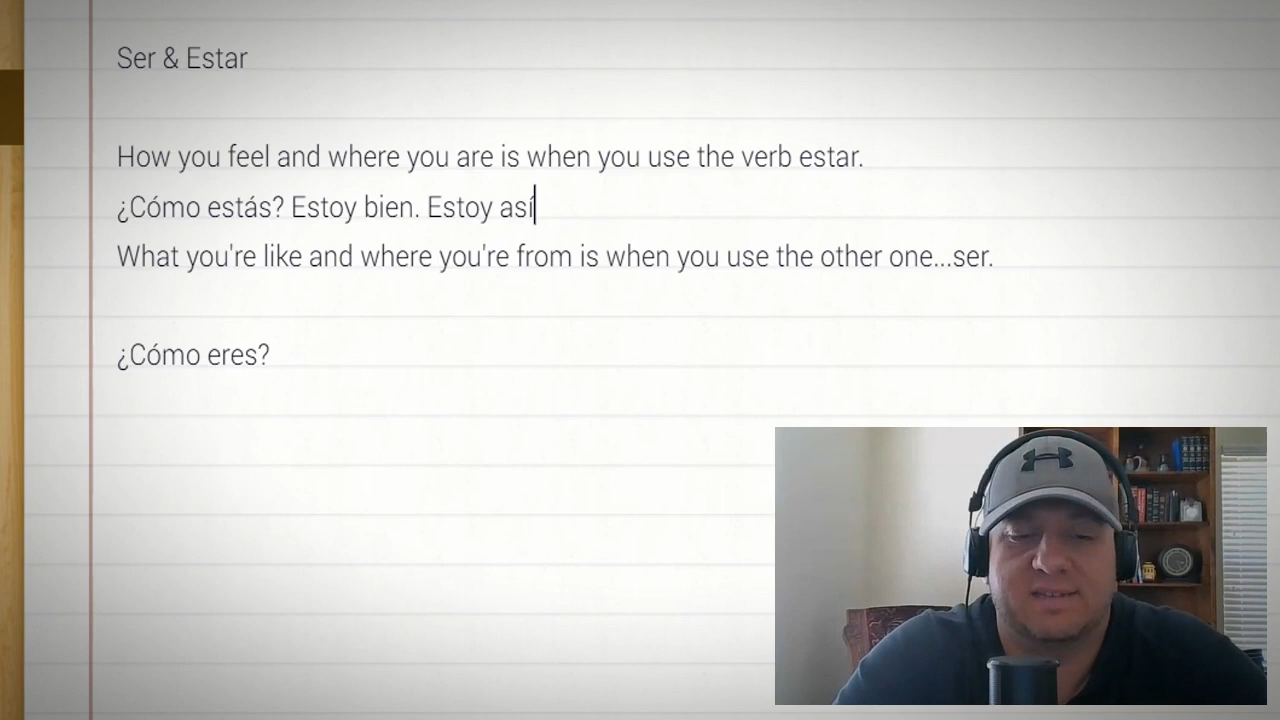 Ser & Estar
How you feel and where you are is when you use the verb estar.
¿Cómo estás? Estoy bien. Estoy así
What you're like and where you're from is when you use the other one...ser.
¿Cómo eres?